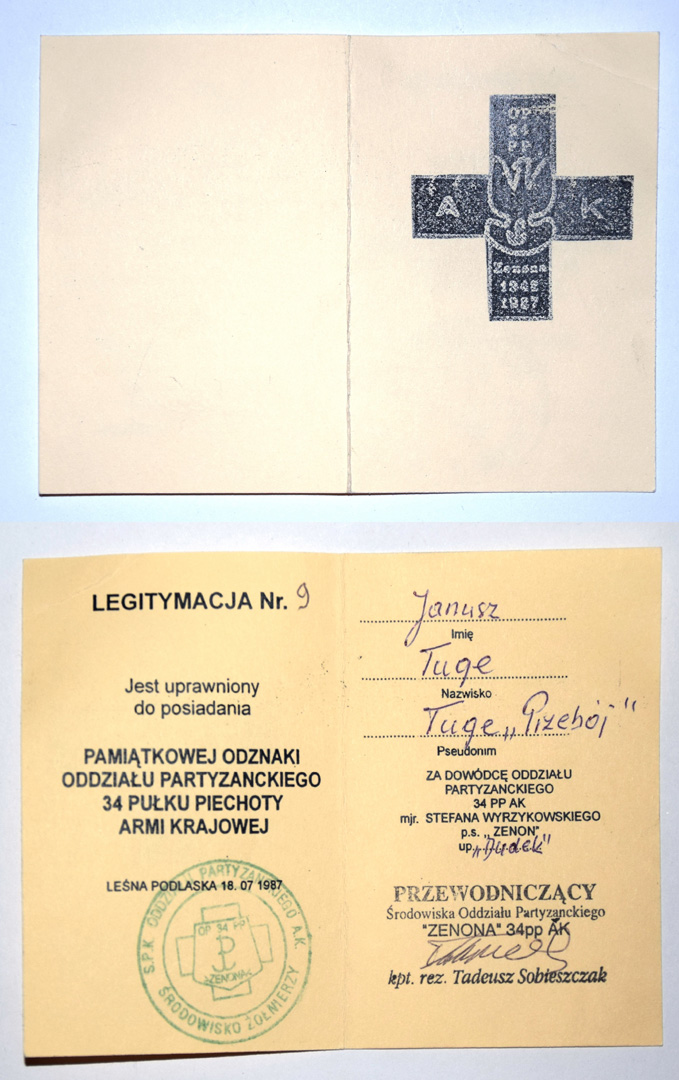 OP
34
PP
A K
Zenona
1942
1987
LEGITYMACJA Nr. 9
Jest uprawniony
do posiadania
PAMIĄTKOWEJ ODZNAKI
ODDZIAŁU PARTYZANCKIEGO
34 PUŁKU PIECHOTY
ARMI KRAJOWEJ
LEŚNA PODLASKA 18. 07 1987
S.P.K ODDZIAŁU PARTYZANCKIEGO A.K.
OP 34 PP
ZENONA
ŚRODOWISKO ŻOŁNIERZY
Janusz
Imię
Tuge
Nazwisko
Tuge „Przebój"
Pseudonim
ZA DOWÓDCĘ ODDZIAŁU
PARTYZANCKIEGO
34 PP AK
mjr. STEFANA WYRZYKOWSKIEGO
p.s. „ ZENON"
up. „Dudek"
PRZEWODNICZĄCY
Środowiska Oddziału Partyzanckiego
"ZENONA" 34pp AK
kpt. rez. Tadeusz Sobieszczak